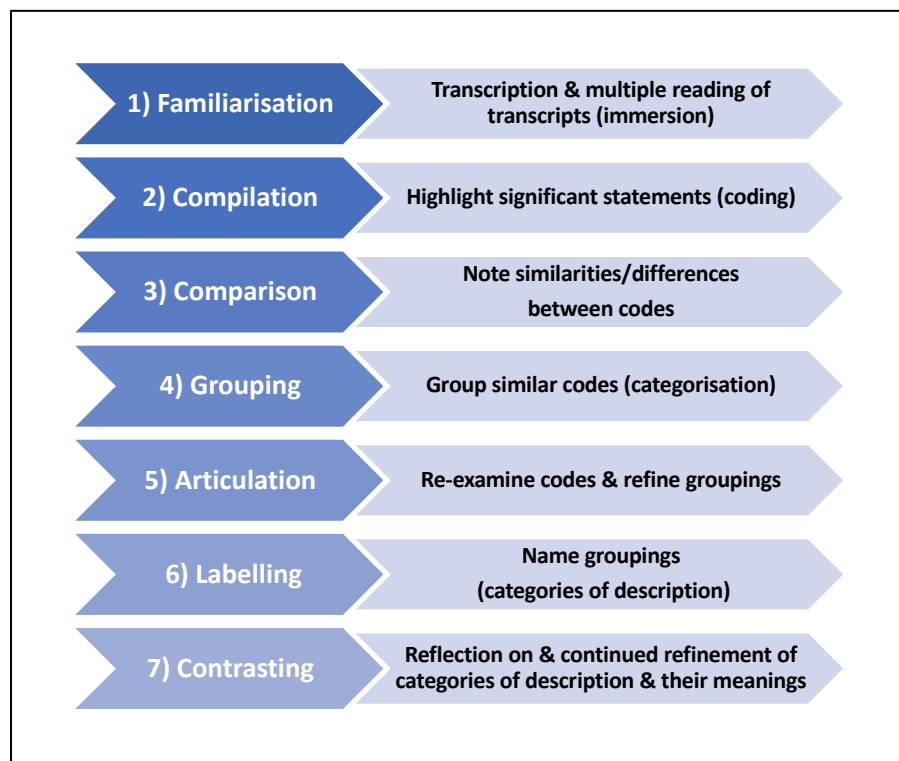 1) Familiarisation
Transcription & multiple reading of
transcripts (immersion)
2) Compilation
Highlight significant statements (coding)
3) Comparison
Note similarities/differences
between codes
4) Grouping
Group similar codes (categorisation)
5) Articulation
Re-examine codes & refine groupings
6) Labelling
Name groupings
(categories of description)
7) Contrasting
Reflection on & continued refinement of
categories of description & their meanings